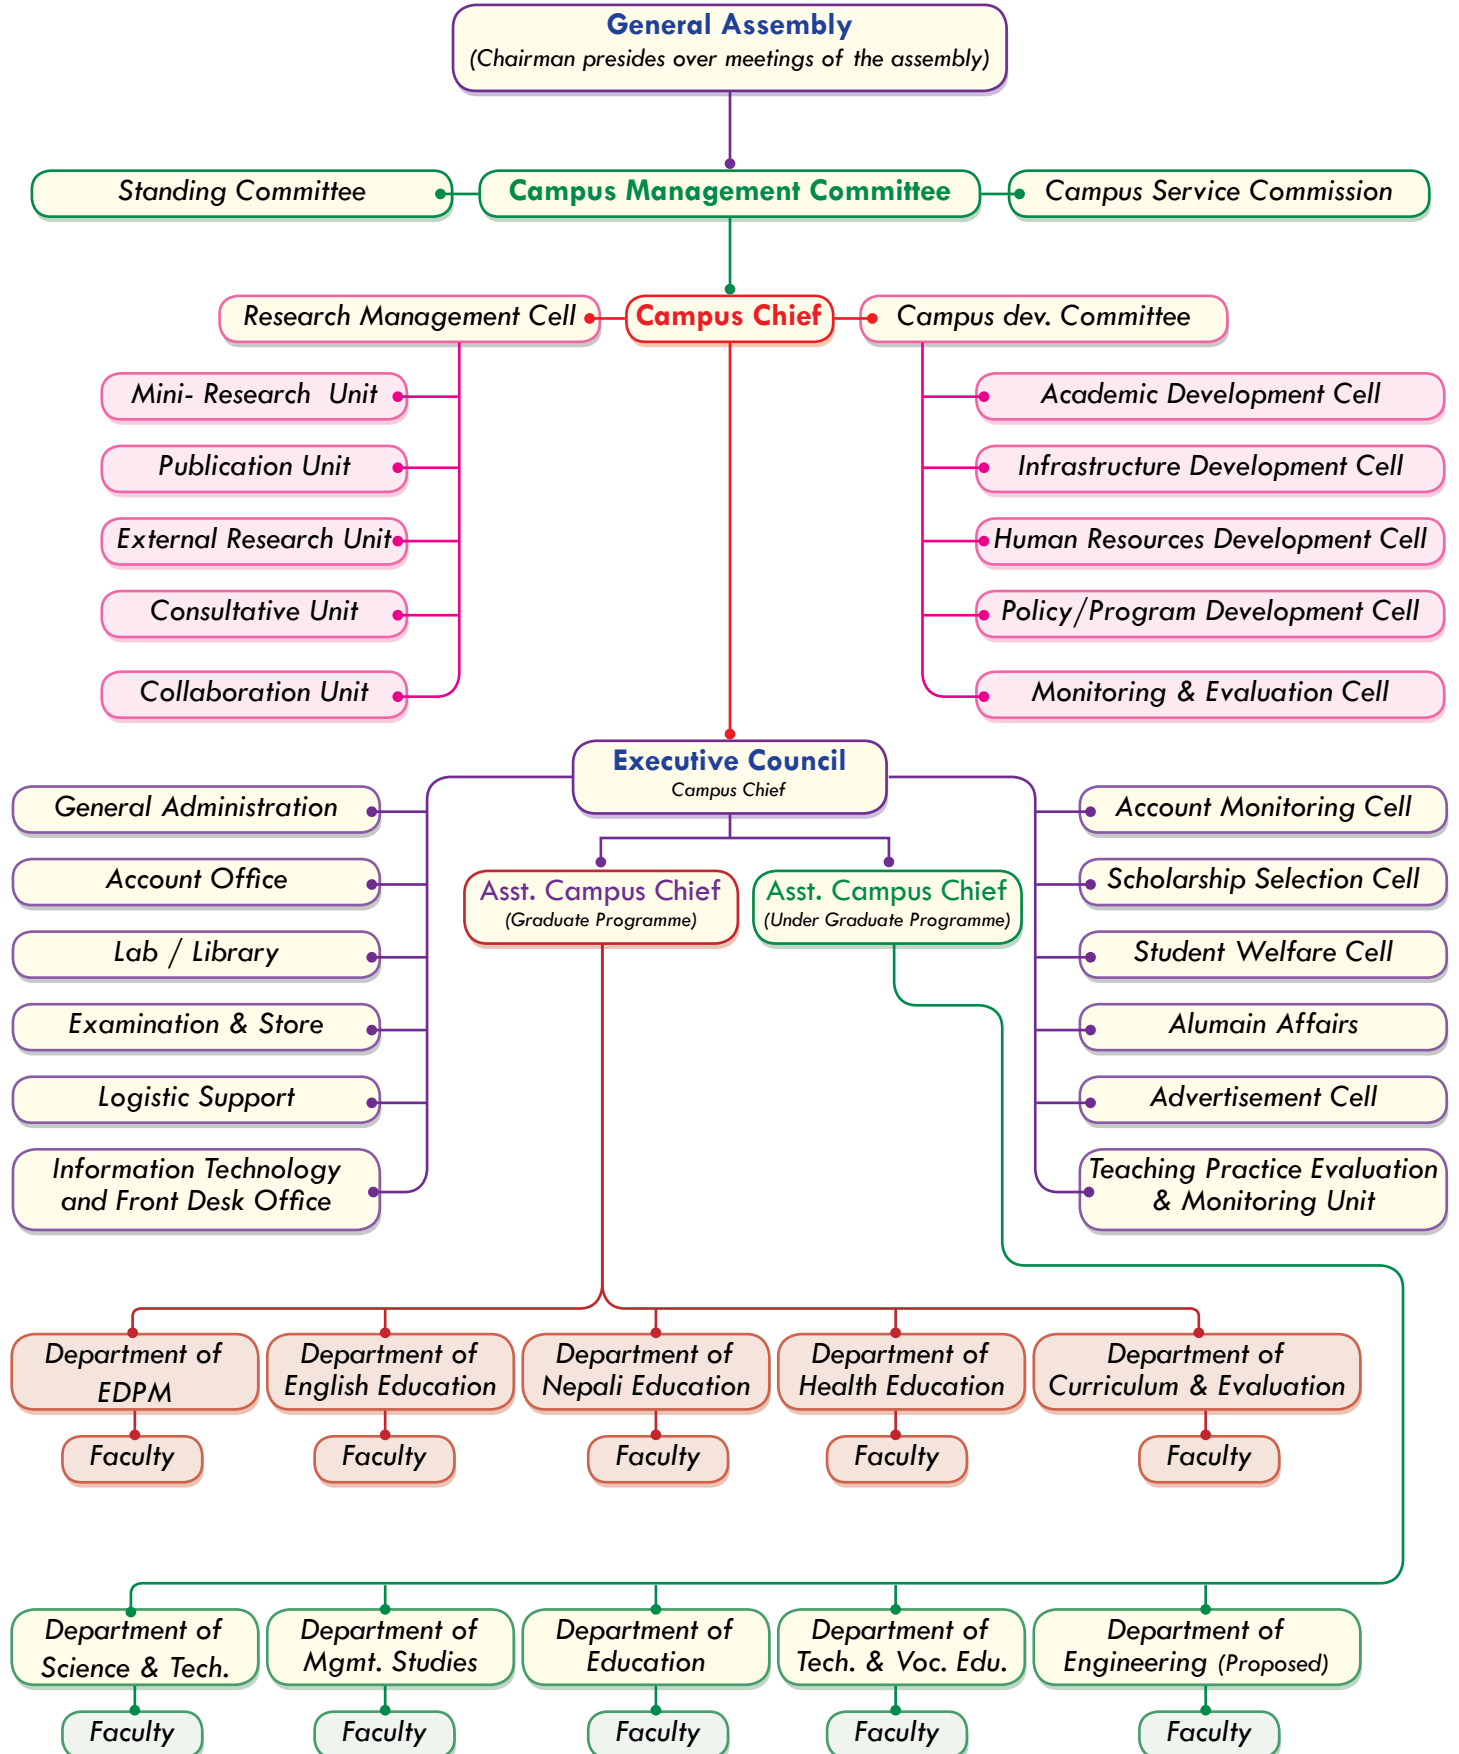 General Assembly
(Chairman presides over meetings of the assembly)
Standing Committee
Campus Management Committee
Campus Service Commission
Research Management Cell
Campus Chief
Campus dev. Committee
Mini- Research Unit
Publication Unit
External Research Unit
Consultative Unit
Collaboration Unit
Academic Development Cell
Infrastructure Development Cell
Human Resources Development Cell
Policy/Program Development Cell
Monitoring & Evaluation Cell
Executive Council
Campus Chief
General Administration
Account Office
Lab / Library
Examination & Store
Logistic Support
Information Technology
and Front Desk Office
Asst. Campus Chief
(Graduate Programme)
Asst. Campus Chief
(Under Graduate Programme)
Account Monitoring Cell
Scholarship Selection Cell
Student Welfare Cell
Alumain Affairs
Advertisement Cell
Teaching Practice Evaluation
& Monitoring Unit
Department of
EDPM
Department of
English Education
Department of
Nepali Education
Department of
Health Education
Department of
Curriculum & Evaluation
Faculty
Faculty
Faculty
Faculty
Faculty
Department of
Science & Tech.
Department of
Mgmt. Studies
Department of
Education
Department of
Tech. & Voc. Edu.
Department of
Engineering (Proposed)
Faculty
Faculty
Faculty
Faculty
Faculty